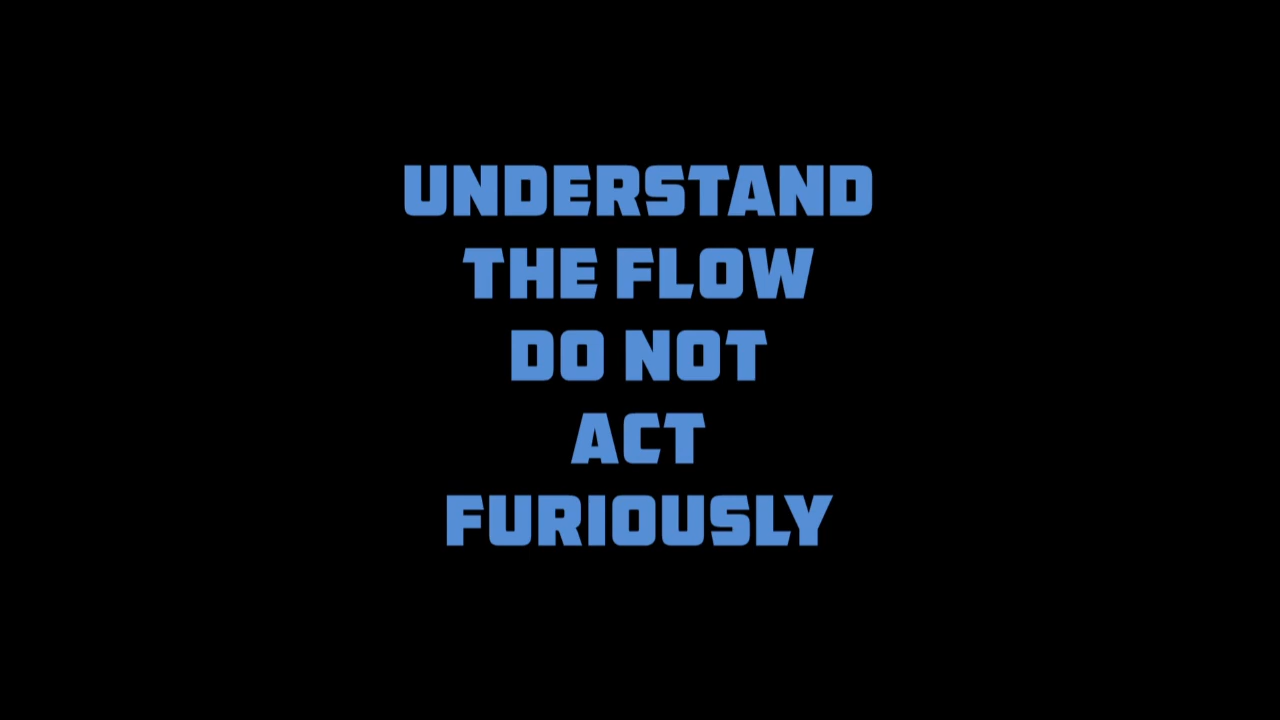 UNDERSTAND
THE FLOW
DO NOT
ACT
FURIOUSLY